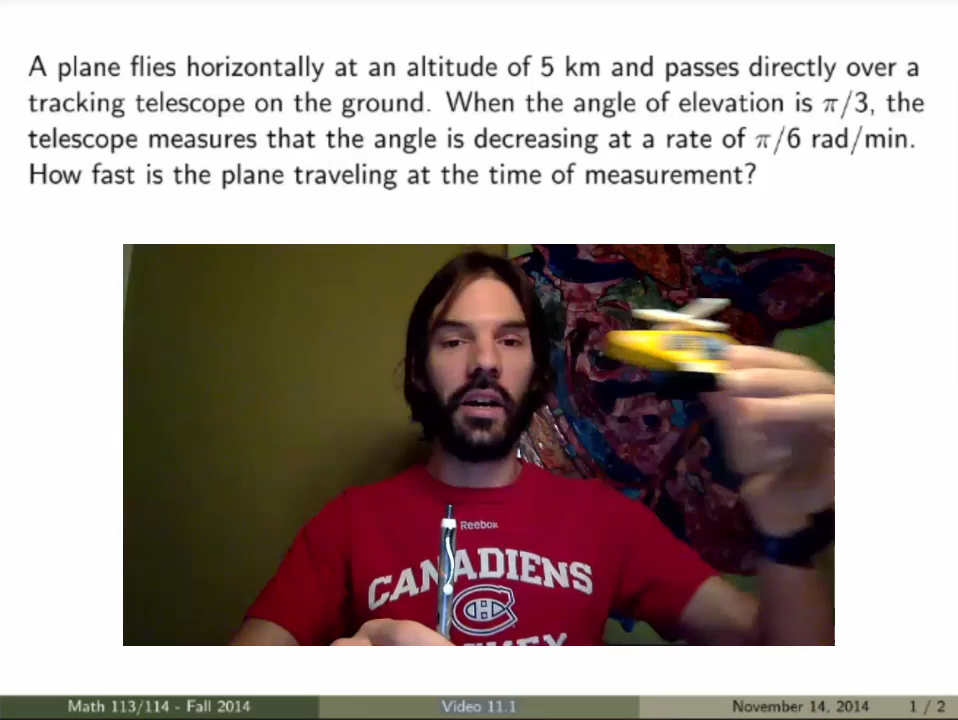 A plane flies horizontally at an altitude of 5 km and passes directly over a
tracking telescope on the ground. When the angle of elevation is π/3, the
telescope measures that the angle is decreasing at a rate of π/6 rad/min.
How fast is the plane traveling at the time of measurement?
Reebok
CANADIENS
CH
HOCKEY
Math 113/114 - Fall 2014 Video 11.1 November 14, 2014 1 / 2